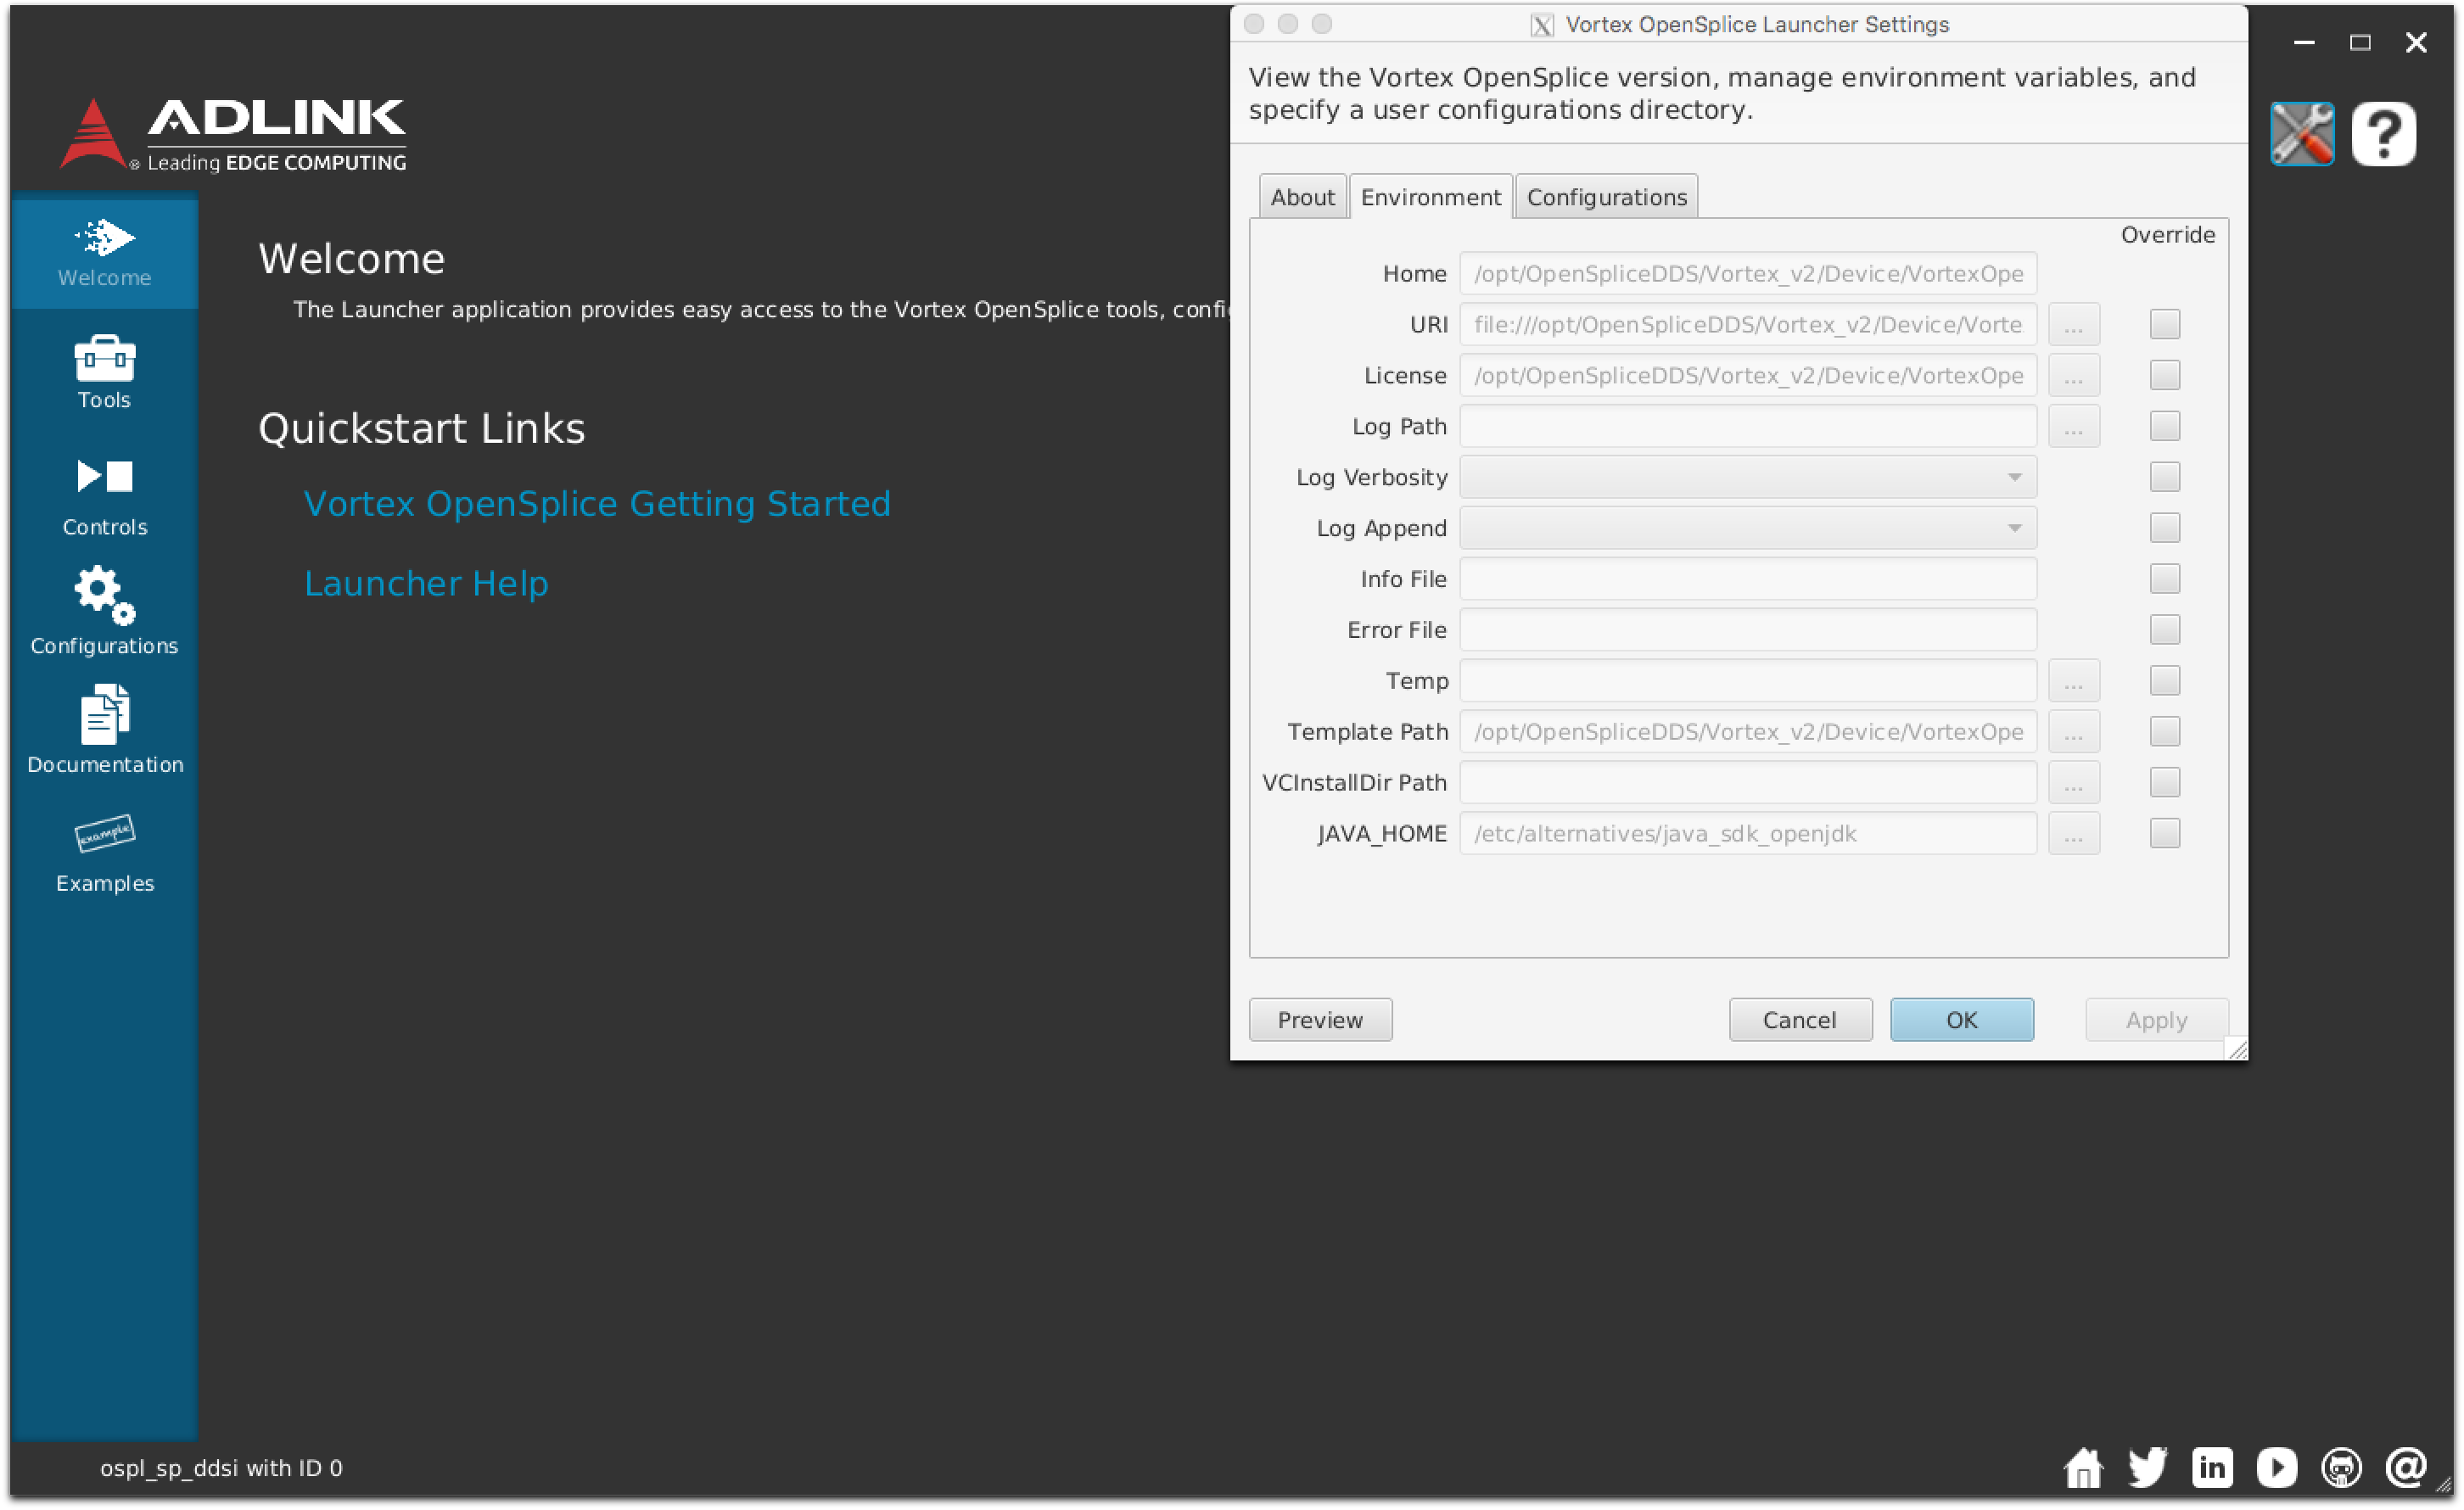 ADLINK
® Leading EDGE COMPUTING
Welcome
Tools
Controls
Configurations
Documentation
example
Examples
Welcome
The Launcher application provides easy access to the Vortex OpenSplice tools, confi
Quickstart Links
Vortex OpenSplice Getting Started
Launcher Help
ospl_sp_ddsi with ID 0
X Vortex OpenSplice Launcher Settings
View the Vortex OpenSplice version, manage environment variables, and
specify a user configurations directory.
About Environment Configurations
Override
Home /opt/OpenSpliceDDS/Vortex_v2/Device/VortexOpe
URI file:///opt/OpenSpliceDDS/Vortex_v2/Device/Vorte ...
License /opt/OpenSpliceDDS/Vortex_v2/Device/VortexOpe ...
Log Path ...
Log Verbosity
Log Append
Info File
Error File
Temp ...
Template Path /opt/OpenSpliceDDS/Vortex_v2/Device/VortexOpe ...
VCInstallDir Path ...
JAVA_HOME /etc/alternatives/java_sdk_openjdk ...
Preview Cancel OK Apply
?
in @